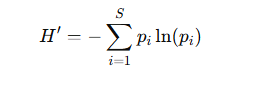 H′ = − ∑_{i=1}^{S} p_i ln(p_i)